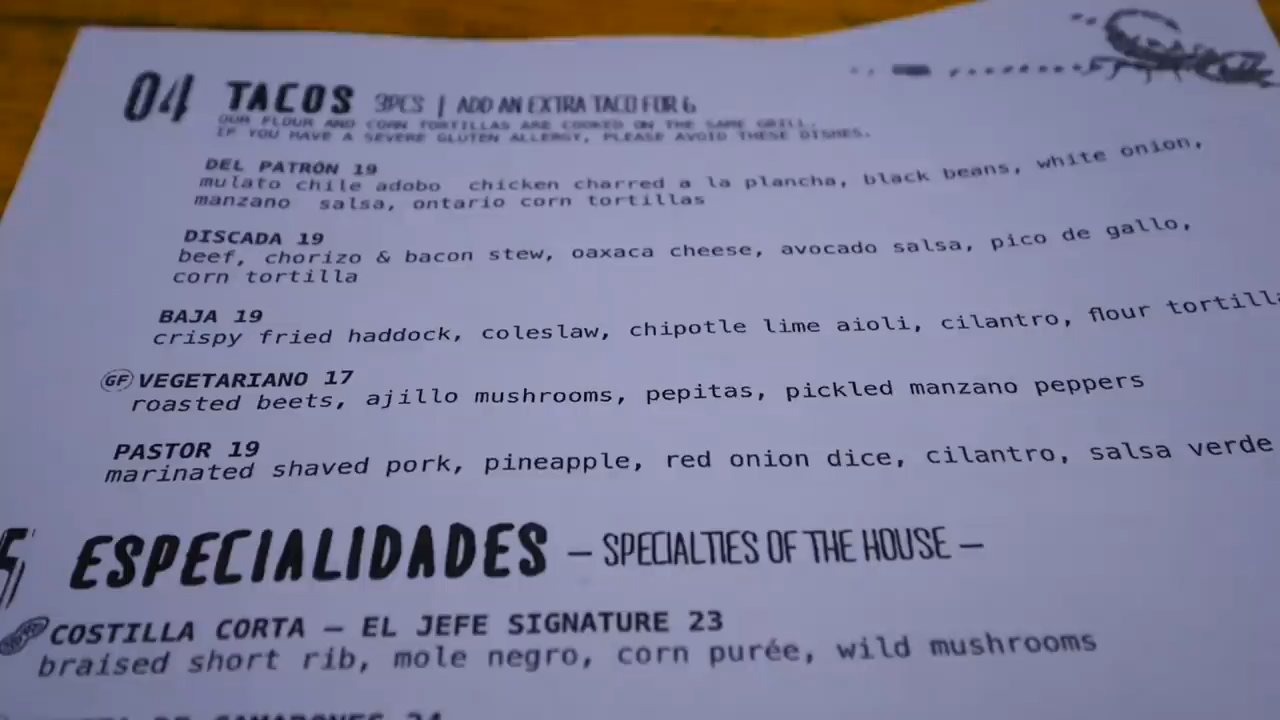 04 TACOS 3PCS | ADD AN EXTRA TACO FOR 6
OUR FLOUR AND CORN TORTILLAS ARE COOKED ON THE SAME GRILL.
IF YOU HAVE A SEVERE GLUTEN ALLERGY, PLEASE AVOID THESE DISHES.
DEL PATRÓN 19
mulato chile adobo chicken charred a la plancha, black beans, white onion,
manzano salsa, ontario corn tortillas
DISCADA 19
beef, chorizo & bacon stew, oaxaca cheese, avocado salsa, pico de gallo,
corn tortilla
BAJA 19
crispy fried haddock, coleslaw, chipotle lime aioli, cilantro, flour tortilla
GF VEGETARIANO 17
roasted beets, ajillo mushrooms, pepitas, pickled manzano peppers
PASTOR 19
marinated shaved pork, pineapple, red onion dice, cilantro, salsa verde
5 ESPECIALIDADES – SPECIALTIES OF THE HOUSE –
COSTILLA CORTA – EL JEFE SIGNATURE 23
braised short rib, mole negro, corn purée, wild mushrooms